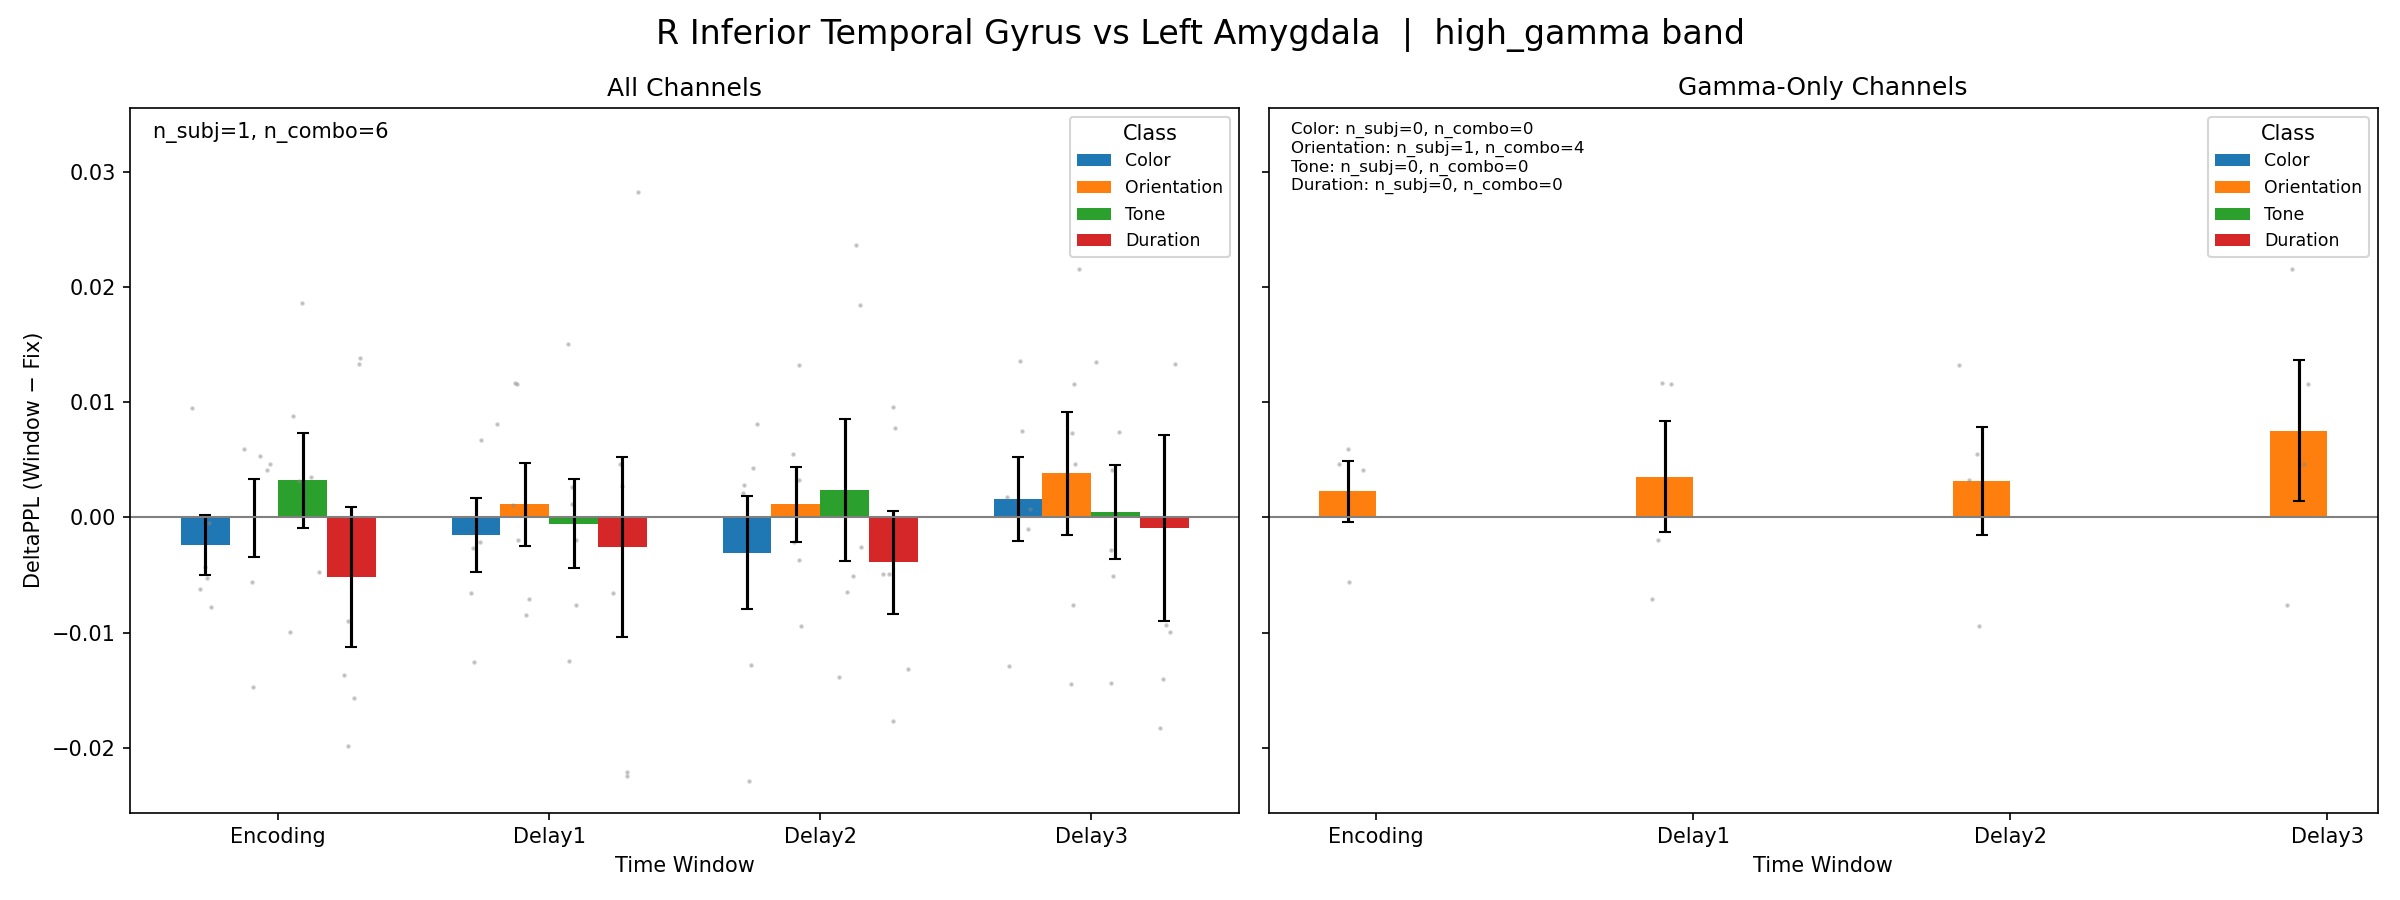 R Inferior Temporal Gyrus vs Left Amygdala | high_gamma band
All Channels
n_subj=1, n_combo=6
Class
Color
Orientation
Tone
Duration
0.03
0.02
0.01
0.00
−0.01
−0.02
DeltaPPL (Window − Fix)
Encoding
Delay1
Delay2
Delay3
Time Window
Gamma-Only Channels
Color: n_subj=0, n_combo=0
Orientation: n_subj=1, n_combo=4
Tone: n_subj=0, n_combo=0
Duration: n_subj=0, n_combo=0
Class
Color
Orientation
Tone
Duration
Encoding
Delay1
Delay2
Delay3
Time Window